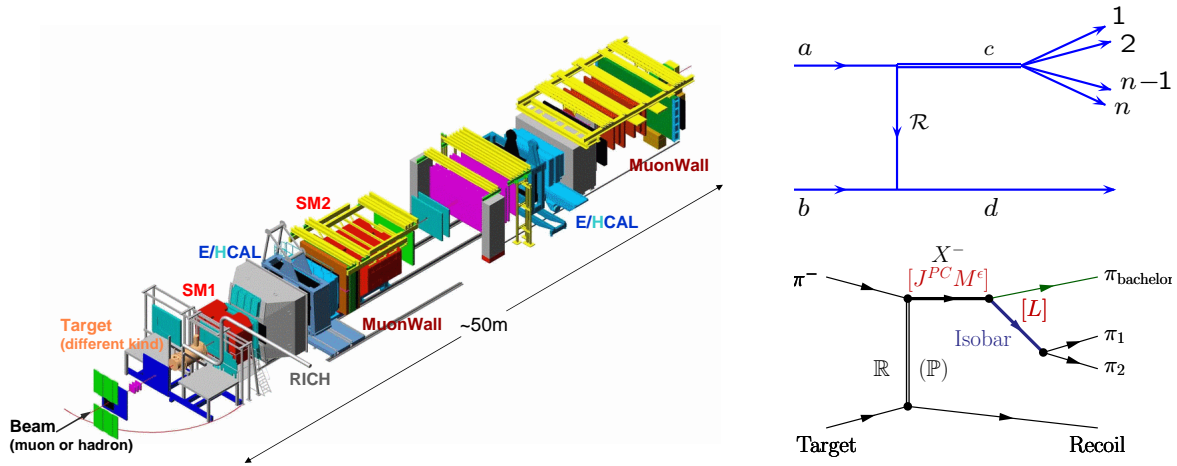 MuonWall
SM2
E/HCAL
E/HCAL
SM1
MuonWall
~50m
Target
(different kind)
RICH
Beam
(muon or hadron)
1
a
c
2
n−1
n
R
b
d
X⁻
π⁻
[J^{PC} M^ϵ]
π_bachelor
[L]
Isobar
π₁
ℝ
(ℙ)
π₂
Target
Recoil